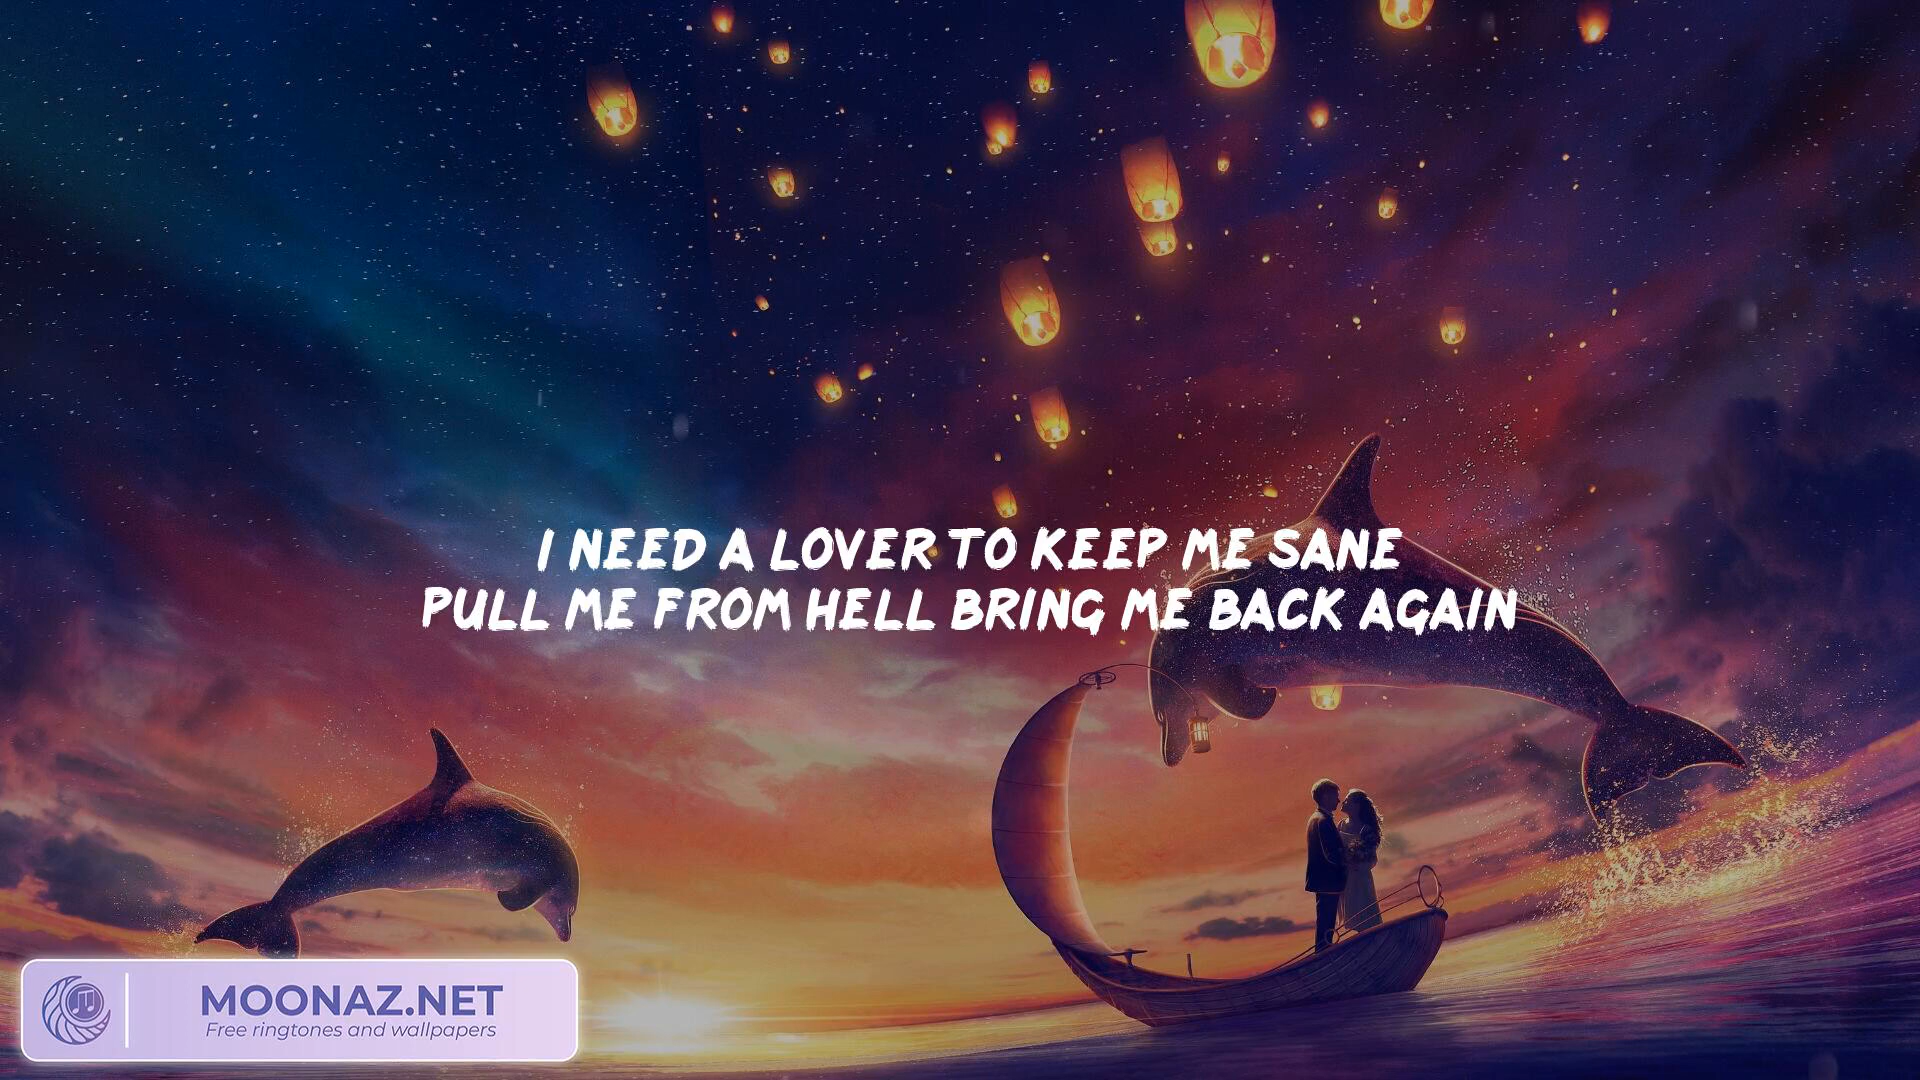 I NEED A LOVER TO KEEP ME SANE
PULL ME FROM HELL BRING ME BACK AGAIN
MOONAZ.NET
Free ringtones and wallpapers